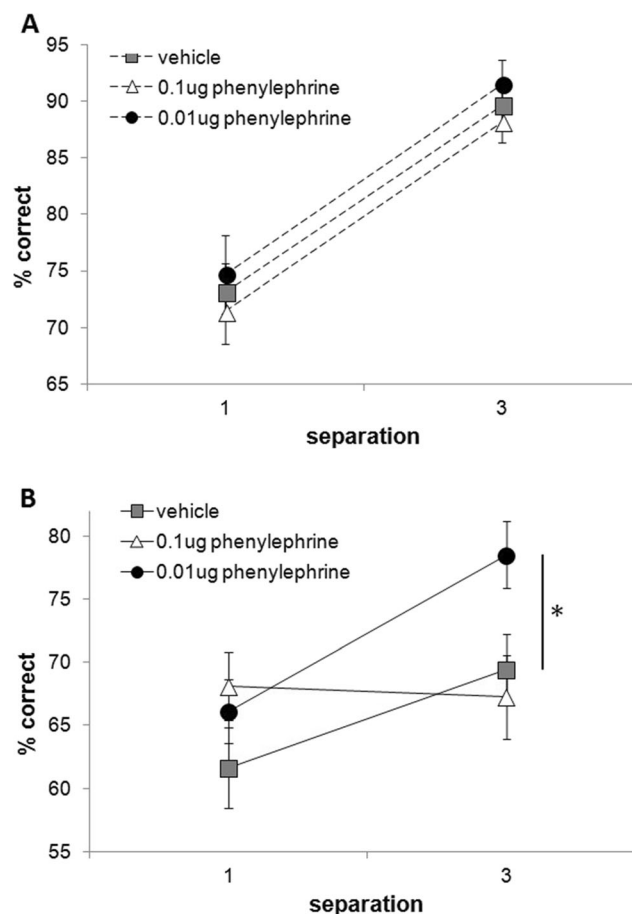 A
95
90
85
80
75
70
65
% correct
vehicle
0.1ug phenylephrine
0.01ug phenylephrine
1 3
separation
B
80
75
70
65
60
55
% correct
vehicle
0.1ug phenylephrine
0.01ug phenylephrine
*
1 3
separation